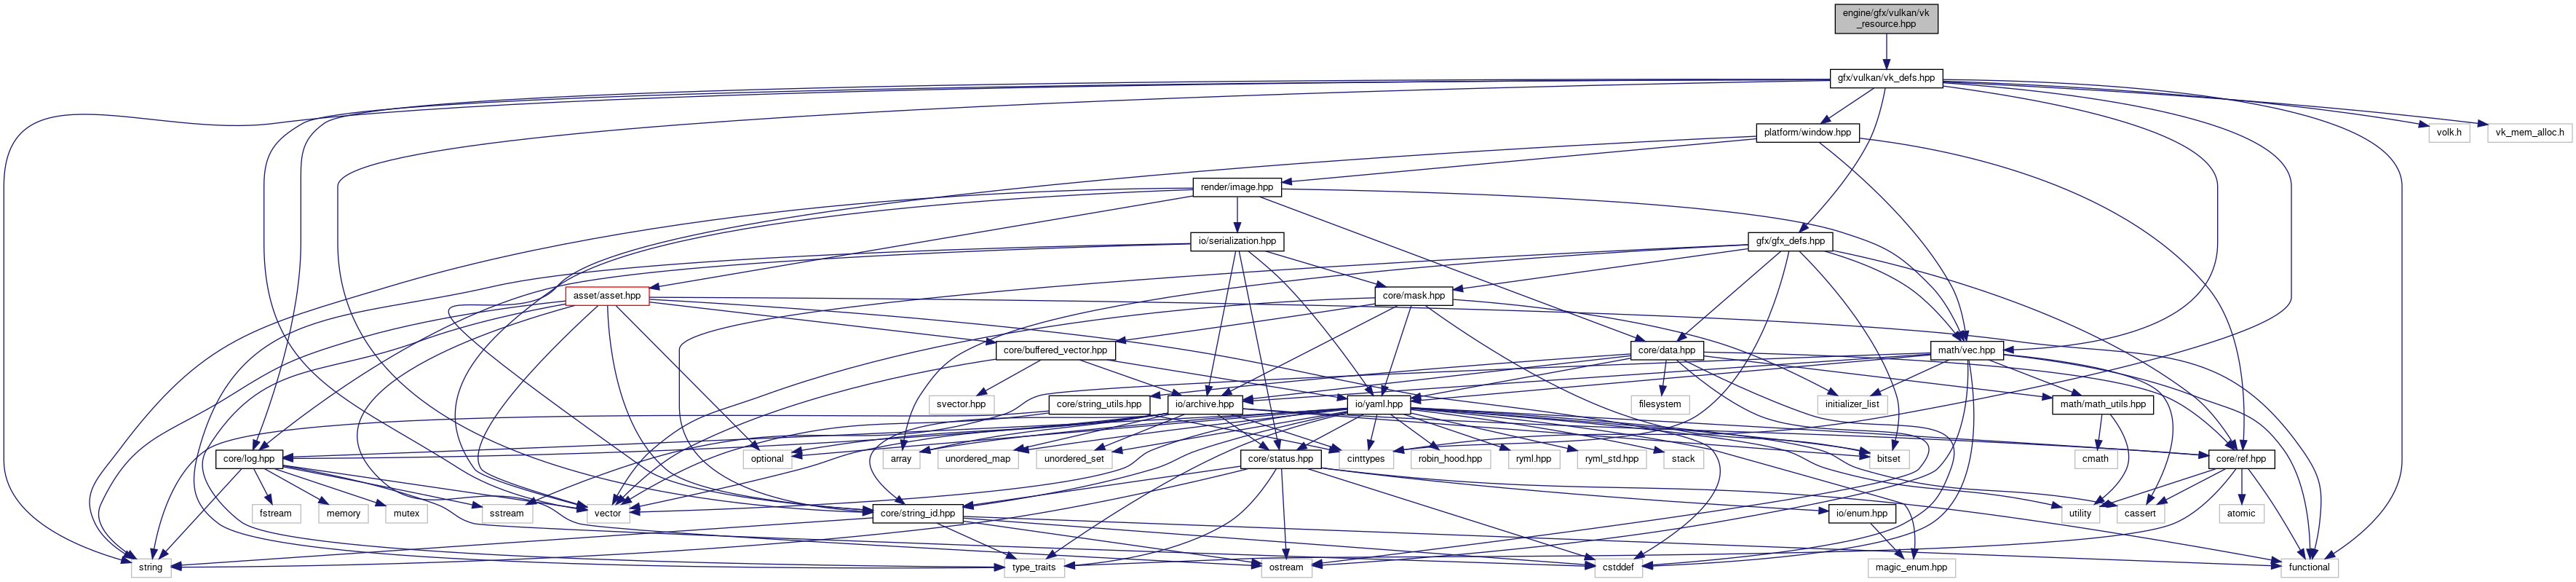 engine/gfx/vulkan/vk
_resource.hpp
gfx/vulkan/vk_defs.hpp
platform/window.hpp
volk.h
vk_mem_alloc.h
render/image.hpp
io/serialization.hpp
gfx/gfx_defs.hpp
asset/asset.hpp
core/mask.hpp
core/buffered_vector.hpp
core/data.hpp
math/vec.hpp
svector.hpp
core/string_utils.hpp
io/archive.hpp
io/yaml.hpp
filesystem
initializer_list
math/math_utils.hpp
core/log.hpp
optional
array
unordered_map
unordered_set
core/status.hpp
cinttypes
robin_hood.hpp
ryml.hpp
ryml_std.hpp
stack
bitset
cmath
core/ref.hpp
fstream
memory
mutex
sstream
vector
core/string_id.hpp
io/enum.hpp
utility
cassert
atomic
string
type_traits
ostream
cstddef
magic_enum.hpp
functional